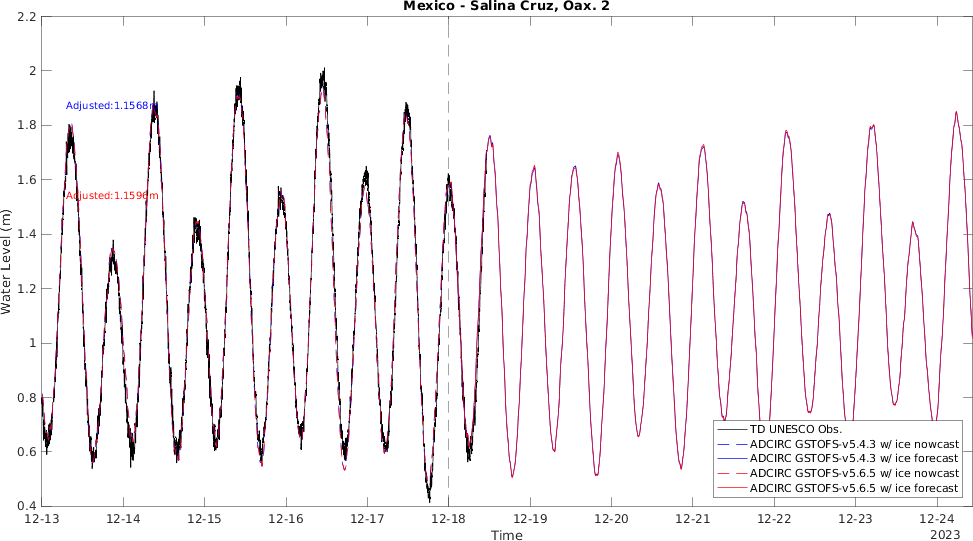 Mexico - Salina Cruz, Oax. 2
2.2
2
1.8
1.6
1.4
1.2
1
0.8
0.6
0.4
Water Level (m)
Adjusted:1.1568m
Adjusted:1.1596m
TD UNESCO Obs.
ADCIRC GSTOFS-v5.4.3 w/ ice nowcast
ADCIRC GSTOFS-v5.4.3 w/ ice forecast
ADCIRC GSTOFS-v5.6.5 w/ ice nowcast
ADCIRC GSTOFS-v5.6.5 w/ ice forecast
12-13 12-14 12-15 12-16 12-17 12-18 12-19 12-20 12-21 12-22 12-23 12-24
Time
2023